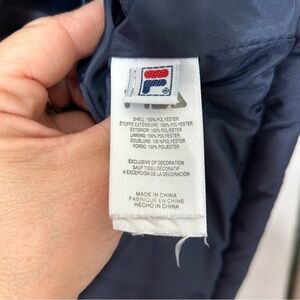 SHELL: 100% POLYESTER
ÉTOFFE EXTÉRIEURE: 100% POLYESTER
EXTERIOR: 100% POLIESTER
LINING: 100% POLYESTER
DOUBLURE: 100 % POLYESTER
FORRO: 100% POLIESTER
EXCLUSIVE OF DECORATION
SAUF TISSU DÉCORATIF
A EXCEPCIÓN DE LA DECORACIÓN
MADE IN CHINA
FABRIQUÉ EN CHINE
HECHO EN CHINA